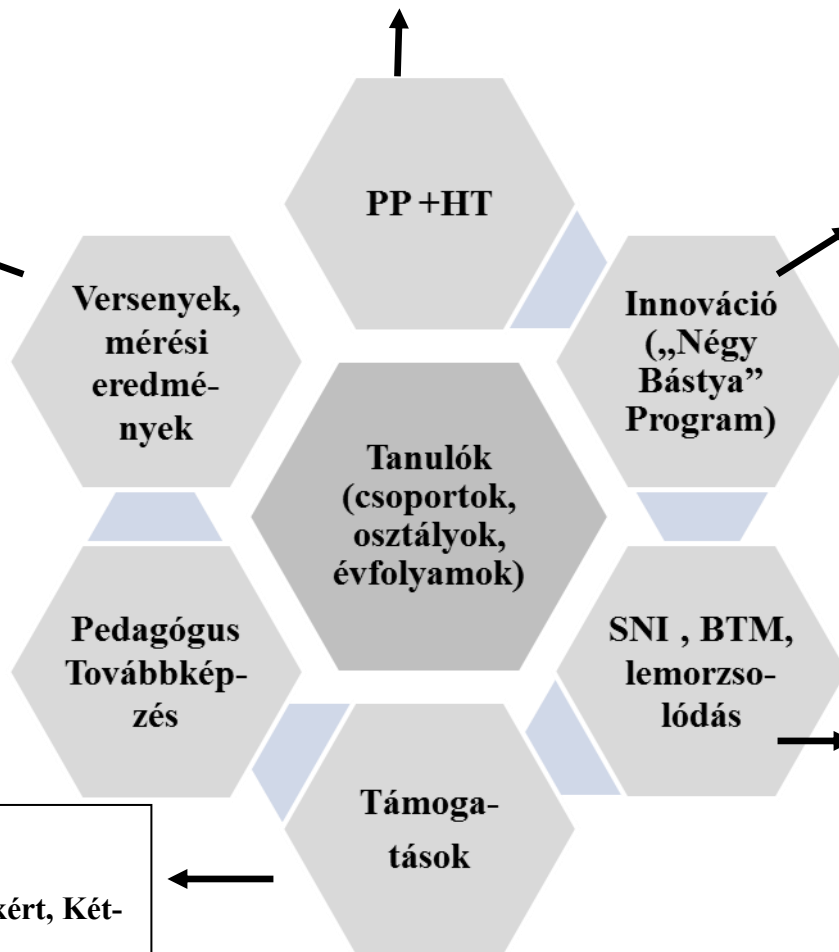 PP +HT
Versenyek,
mérési
eredmé-
nyek
Innováció
(„Négy
Bástya”
Program)
Tanulók
(csoportok,
osztályok,
évfolyamok)
Pedagógus
Továbbkép-
zés
SNI , BTM,
lemorzso-
lódás
Támoga-
tások
Két-